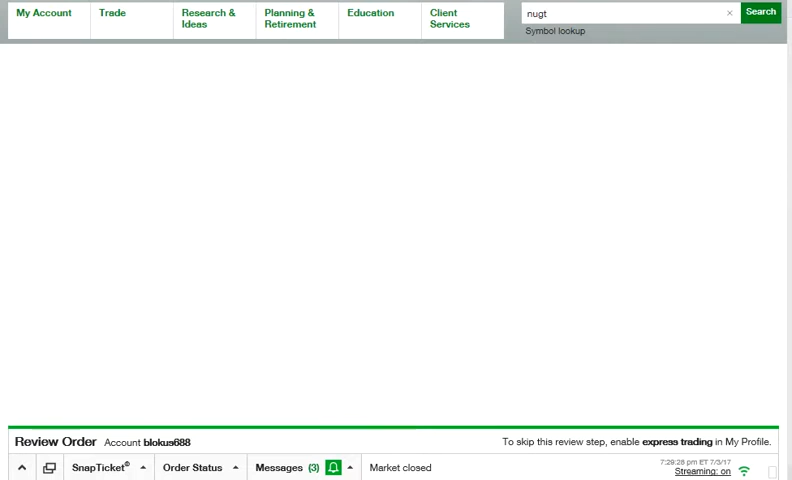 My Account
Trade
Research &
Ideas
Planning &
Retirement
Education
Client
Services
nugt
×
Search
Symbol lookup
Review Order Account blokus688
To skip this review step, enable express trading in My Profile.
SnapTicket®
Order Status
Messages (3)
Market closed
7:29:28 pm ET 7/3/17
Streaming: on